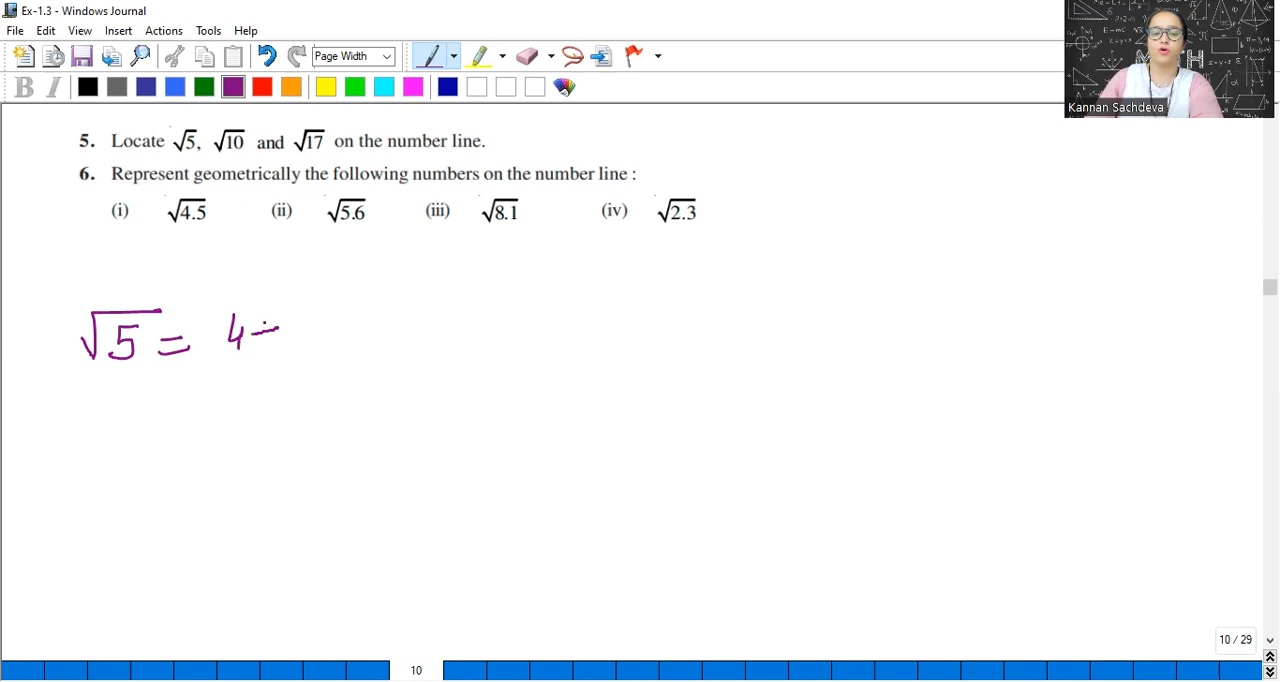 Ex-1.3 - Windows Journal
File Edit View Insert Actions Tools Help
Page Width
B I
Kannan Sachdeva
5. Locate √5, √10 and √17 on the number line.
6. Represent geometrically the following numbers on the number line :
(i) √4.5 (ii) √5.6 (iii) √8.1 (iv) √2.3
√5 = 4
10 / 29
10